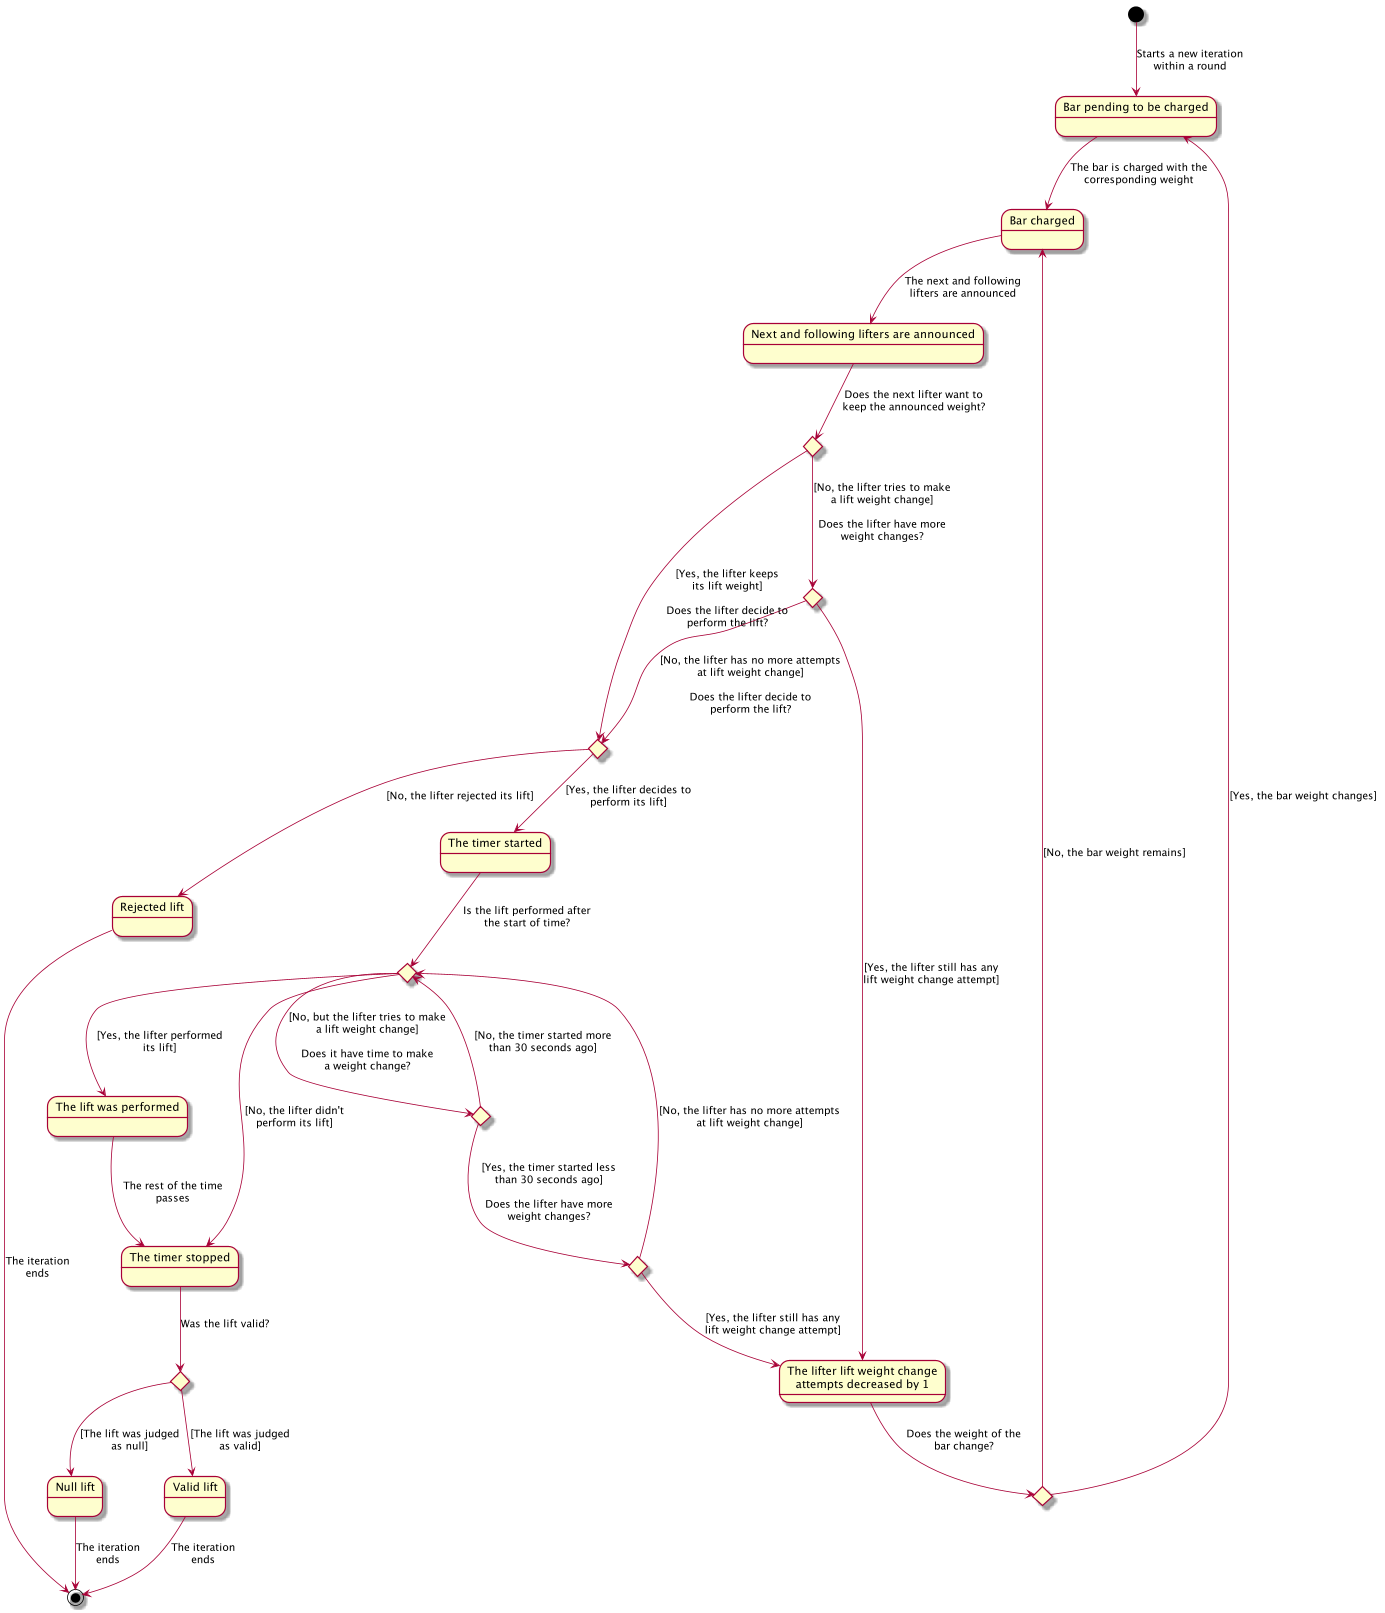 Starts a new iteration
within a round
Bar pending to be charged
The bar is charged with the
corresponding weight
Bar charged
The next and following
lifters are announced
Next and following lifters are announced
Does the next lifter want to
keep the announced weight?
[No, the lifter tries to make
a lift weight change]
Does the lifter have more
weight changes?
[Yes, the lifter keeps
its lift weight]
Does the lifter decide to
perform the lift?
[No, the lifter has no more attempts
at lift weight change]
Does the lifter decide to
perform the lift?
[No, the lifter rejected its lift]
[Yes, the lifter decides to
perform its lift]
[Yes, the bar weight changes]
The timer started
[No, the bar weight remains]
Rejected lift
Is the lift performed after
the start of time?
[Yes, the lifter still has any
lift weight change attempt]
[Yes, the lifter performed
its lift]
[No, but the lifter tries to make
a lift weight change]
Does it have time to make
a weight change?
[No, the timer started more
than 30 seconds ago]
The lift was performed
[No, the lifter didn't
perform its lift]
[No, the lifter has no more attempts
at lift weight change]
The rest of the time
passes
[Yes, the timer started less
than 30 seconds ago]
Does the lifter have more
weight changes?
The iteration
ends
The timer stopped
Was the lift valid?
[Yes, the lifter still has any
lift weight change attempt]
The lifter lift weight change
attempts decreased by 1
[The lift was judged
as null]
[The lift was judged
as valid]
Does the weight of the
bar change?
Null lift
Valid lift
The iteration
ends
The iteration
ends